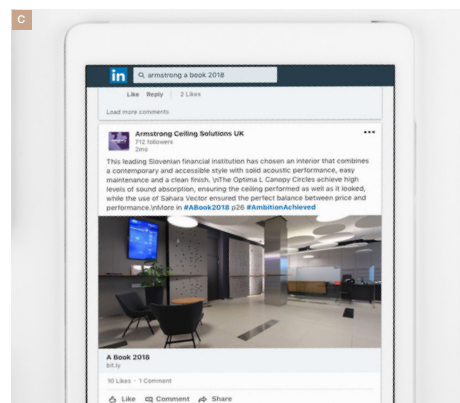 C
in
armstrong a book 2018
Like Reply 2 Likes
Load more comments
Armstrong Ceiling Solutions UK
712 followers
2mo
This leading Slovenian financial institution has chosen an interior that combines
a contemporary and accessible style with solid acoustic performance, easy
maintenance and a clean finish. \nThe Optima L Canopy Circles achieve high
levels of sound absorption, ensuring the ceiling performed as well as it looked,
while the use of Sahara Vector ensured the perfect balance between price and
performance.\nMore in #ABook2018 p26 #AmbitionAchieved
A Book 2018
bit.ly
10 Likes · 1 Comment
Like Comment Share